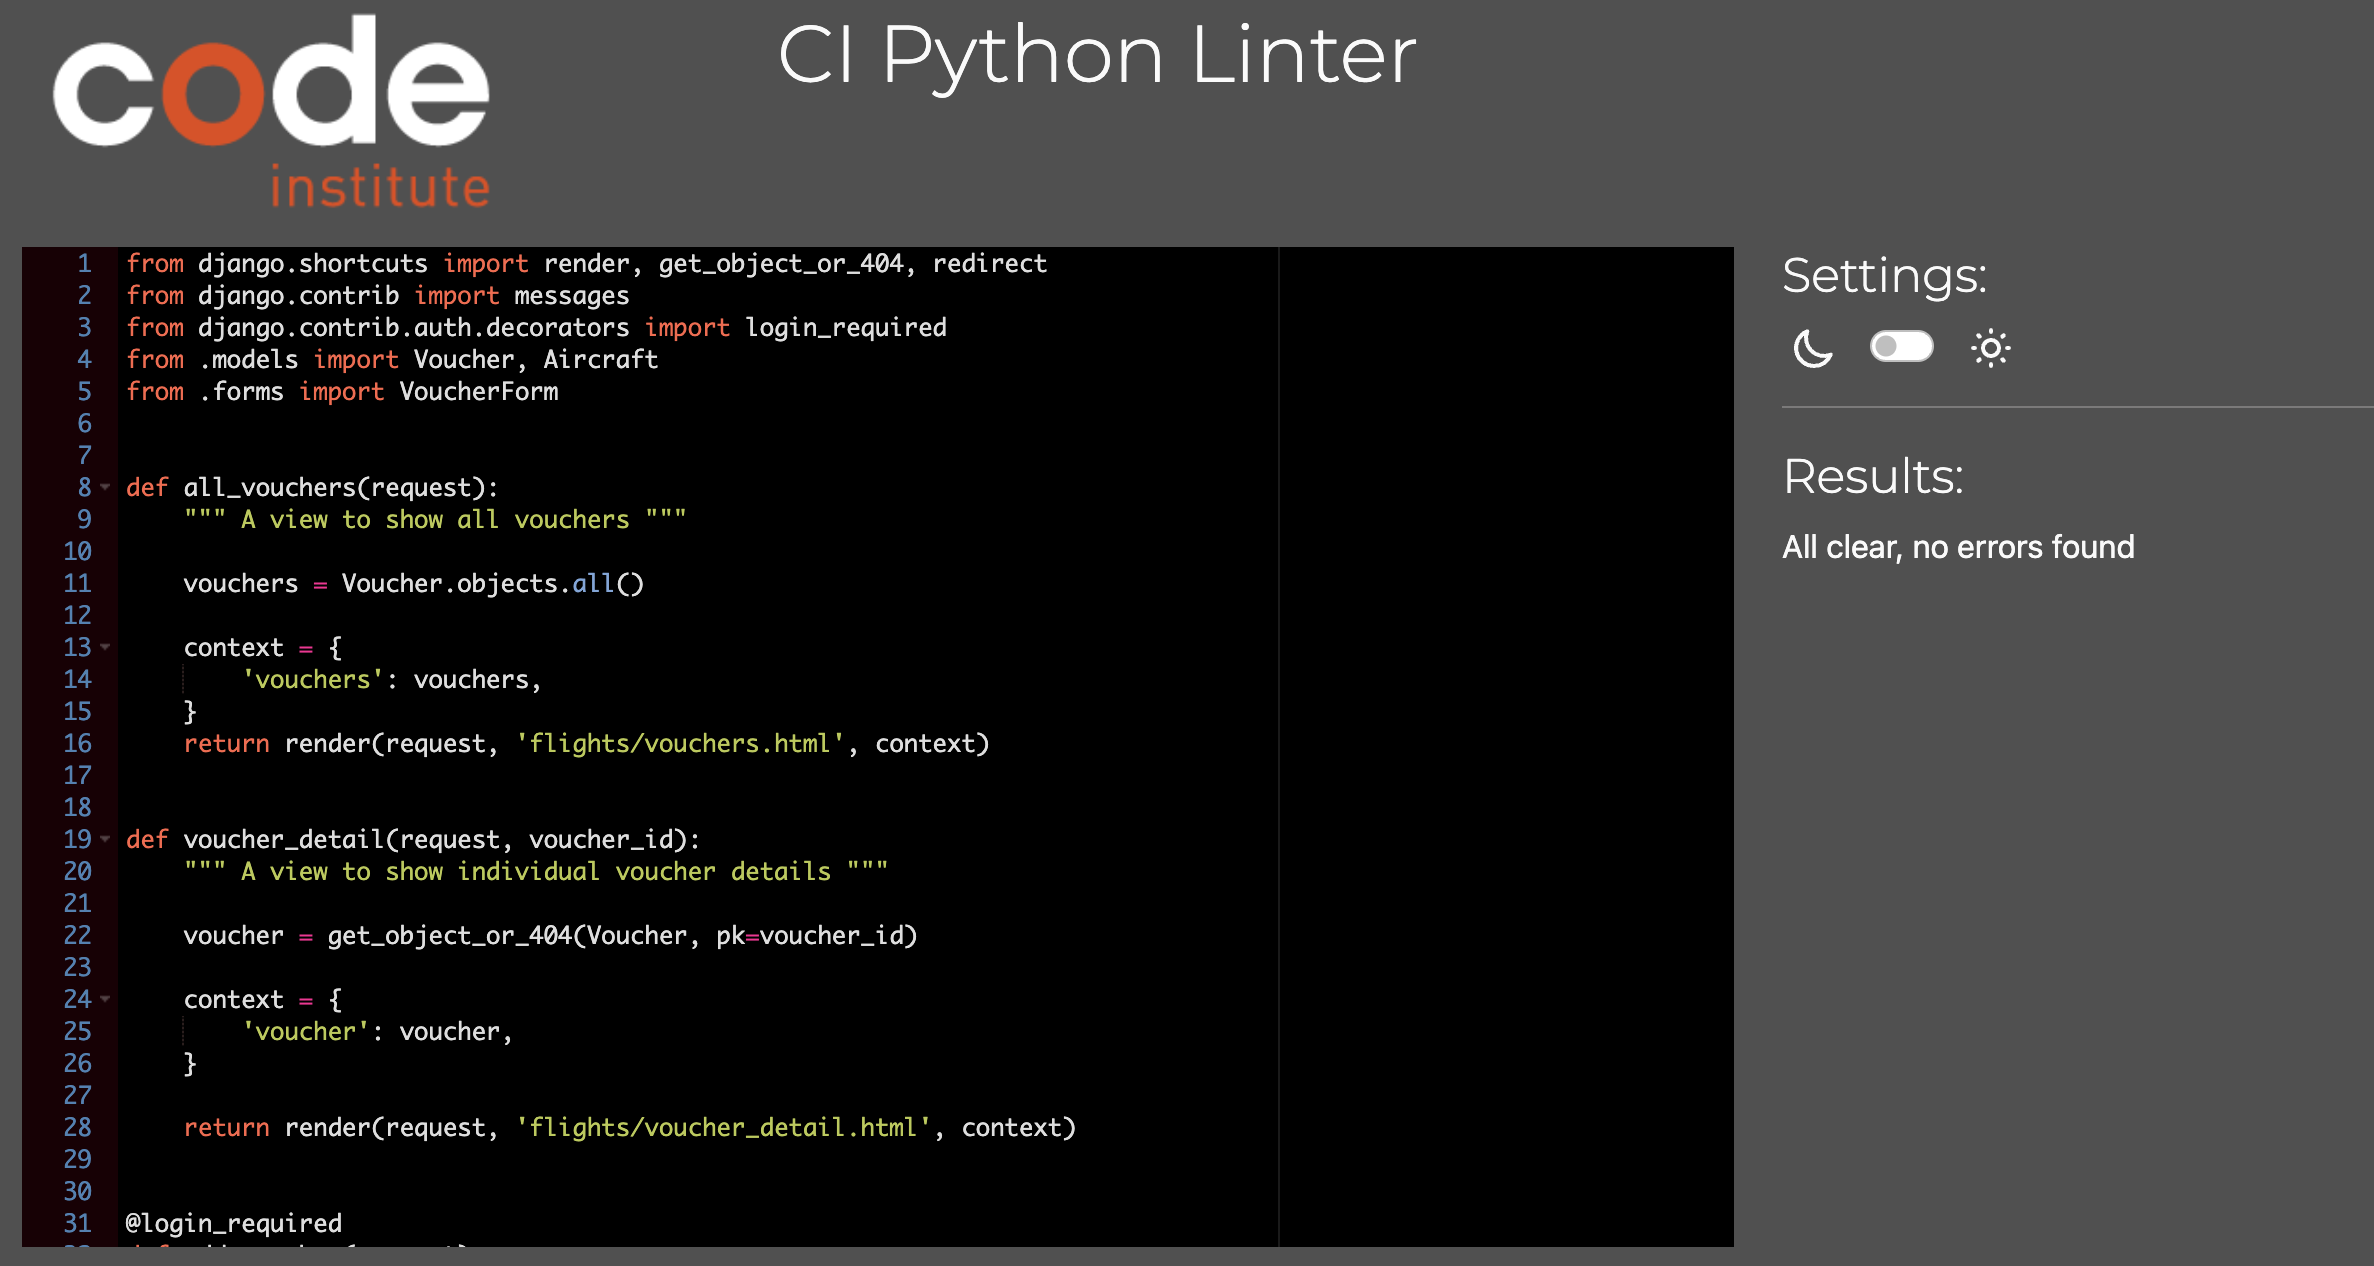 code
institute
CI Python Linter
1 from django.shortcuts import render, get_object_or_404, redirect
2 from django.contrib import messages
3 from django.contrib.auth.decorators import login_required
4 from .models import Voucher, Aircraft
5 from .forms import VoucherForm
6
7
8 def all_vouchers(request):
9     """ A view to show all vouchers """
10
11     vouchers = Voucher.objects.all()
12
13     context = {
14         'vouchers': vouchers,
15     }
16     return render(request, 'flights/vouchers.html', context)
17
18
19 def voucher_detail(request, voucher_id):
20     """ A view to show individual voucher details """
21
22     voucher = get_object_or_404(Voucher, pk=voucher_id)
23
24     context = {
25         'voucher': voucher,
26     }
27
28     return render(request, 'flights/voucher_detail.html', context)
29
30
31 @login_required
Settings:
Results:
All clear, no errors found